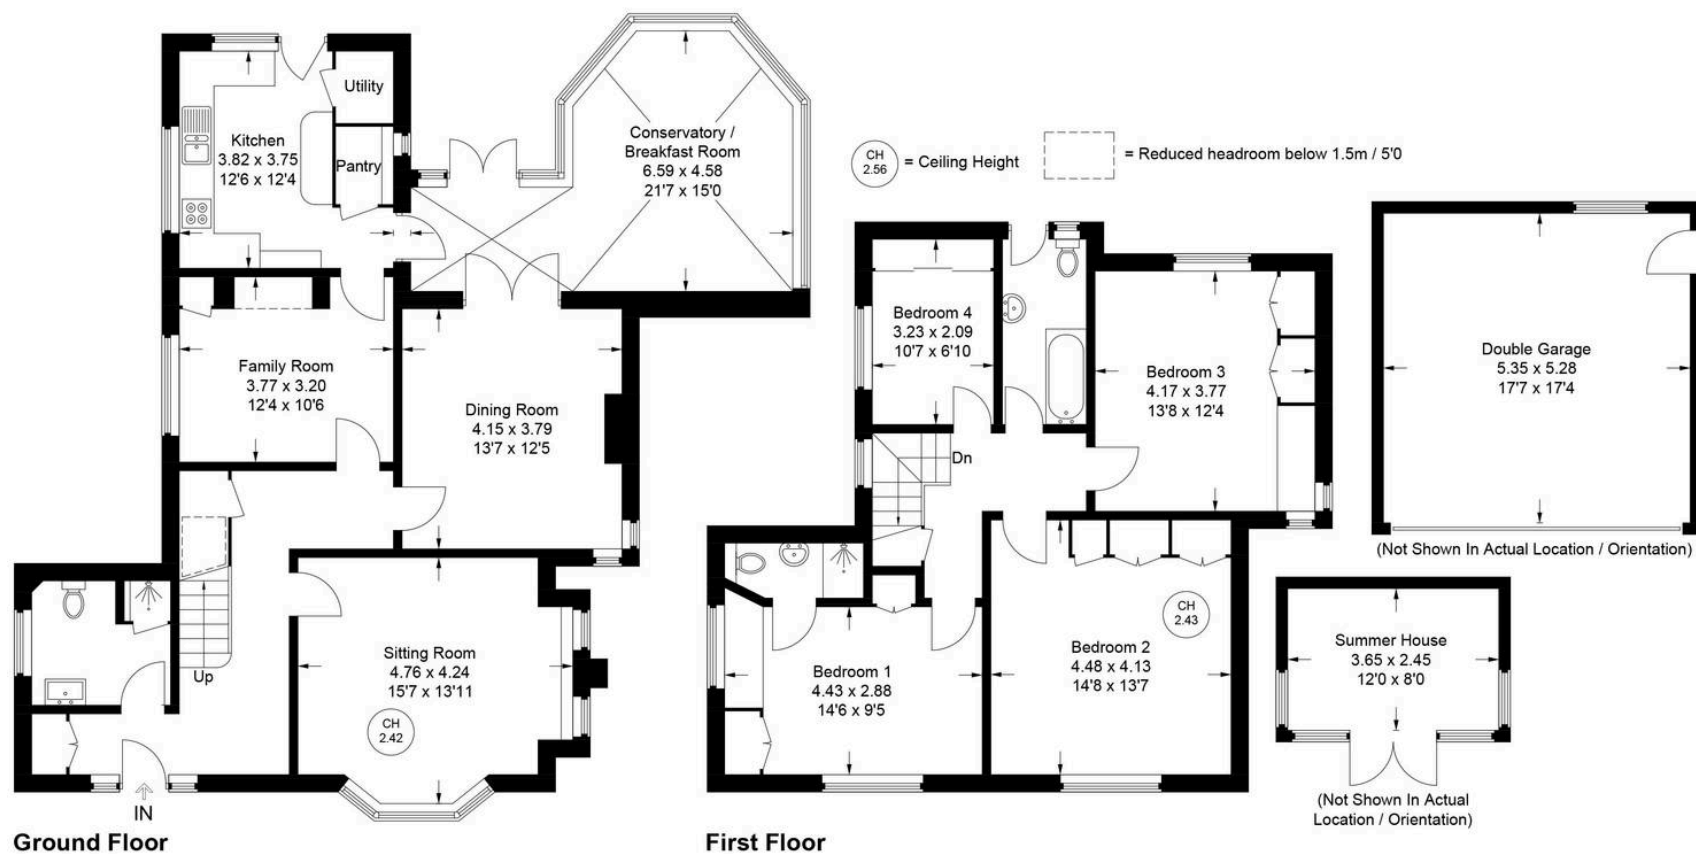 Utility
Kitchen
3.82 x 3.75
12'6 x 12'4
Pantry
Conservatory /
Breakfast Room
6.59 x 4.58
21'7 x 15'0
Family Room
3.77 x 3.20
12'4 x 10'6
Dining Room
4.15 x 3.79
13'7 x 12'5
Sitting Room
4.76 x 4.24
15'7 x 13'11
CH
2.42
Up
IN
Ground Floor
CH
2.56
= Ceiling Height
= Reduced headroom below 1.5m / 5'0
Bedroom 4
3.23 x 2.09
10'7 x 6'10
Bedroom 3
4.17 x 3.77
13'8 x 12'4
Dn
Bedroom 1
4.43 x 2.88
14'6 x 9'5
Bedroom 2
4.48 x 4.13
14'8 x 13'7
CH
2.43
First Floor
Double Garage
5.35 x 5.28
17'7 x 17'4
(Not Shown In Actual Location / Orientation)
Summer House
3.65 x 2.45
12'0 x 8'0
(Not Shown In Actual
Location / Orientation)